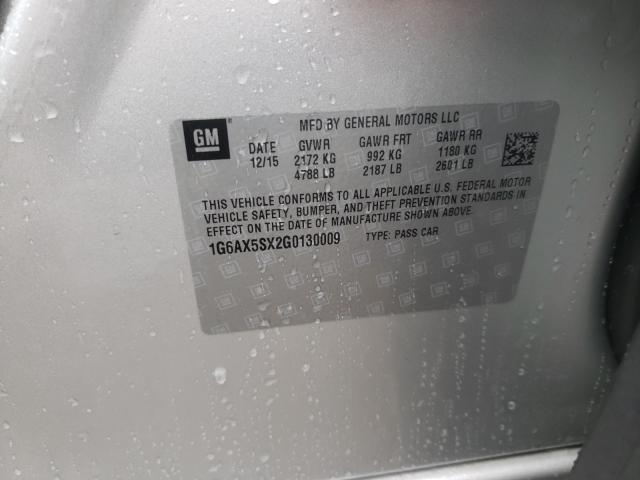 GM
MFD BY GENERAL MOTORS LLC
DATE GVWR GAWR FRT GAWR RR
12/15 2172 KG 992 KG 1180 KG
4788 LB 2187 LB 2601 LB
THIS VEHICLE CONFORMS TO ALL APPLICABLE U.S. FEDERAL MOTOR
VEHICLE SAFETY, BUMPER, AND THEFT PREVENTION STANDARDS IN
EFFECT ON THE DATE OF MANUFACTURE SHOWN ABOVE.
1G6AX5SX2G0130009 TYPE: PASS CAR